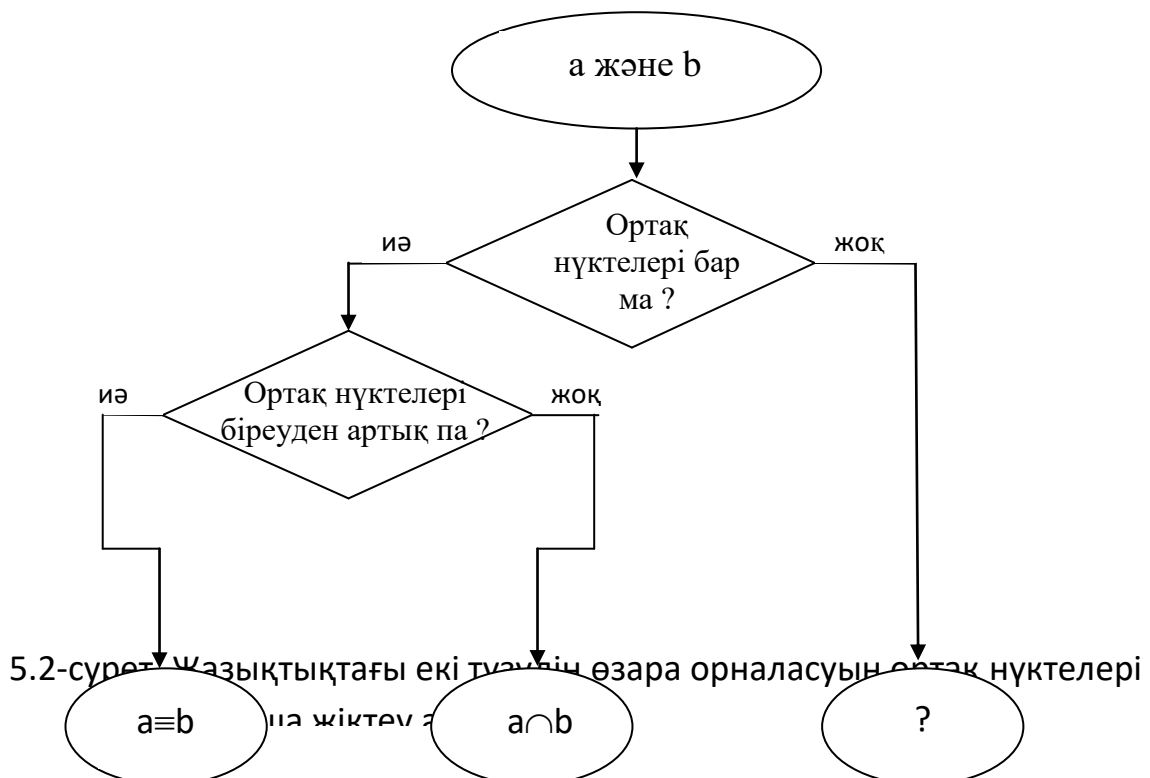 а және b
Ортақ
нүктелері бар
ма ?
иә
жоқ
Ортақ нүктелері
біреуден артық па ?
иә
жоқ
5.2-сурет. Жазықтықтағы екі түзудің өзара орналасуын ортақ нүктелері
жіктеу
a≡b
a∩b
?